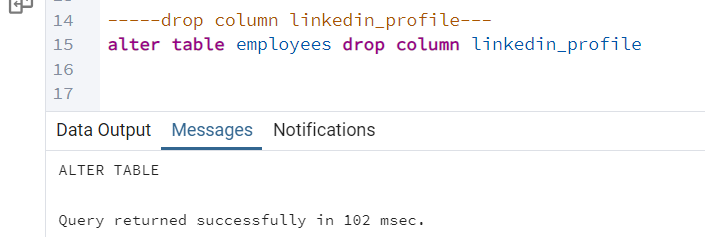 14 -----drop column linkedin_profile---
15 alter table employees drop column linkedin_profile
16
17
Data Output Messages Notifications
ALTER TABLE
Query returned successfully in 102 msec.